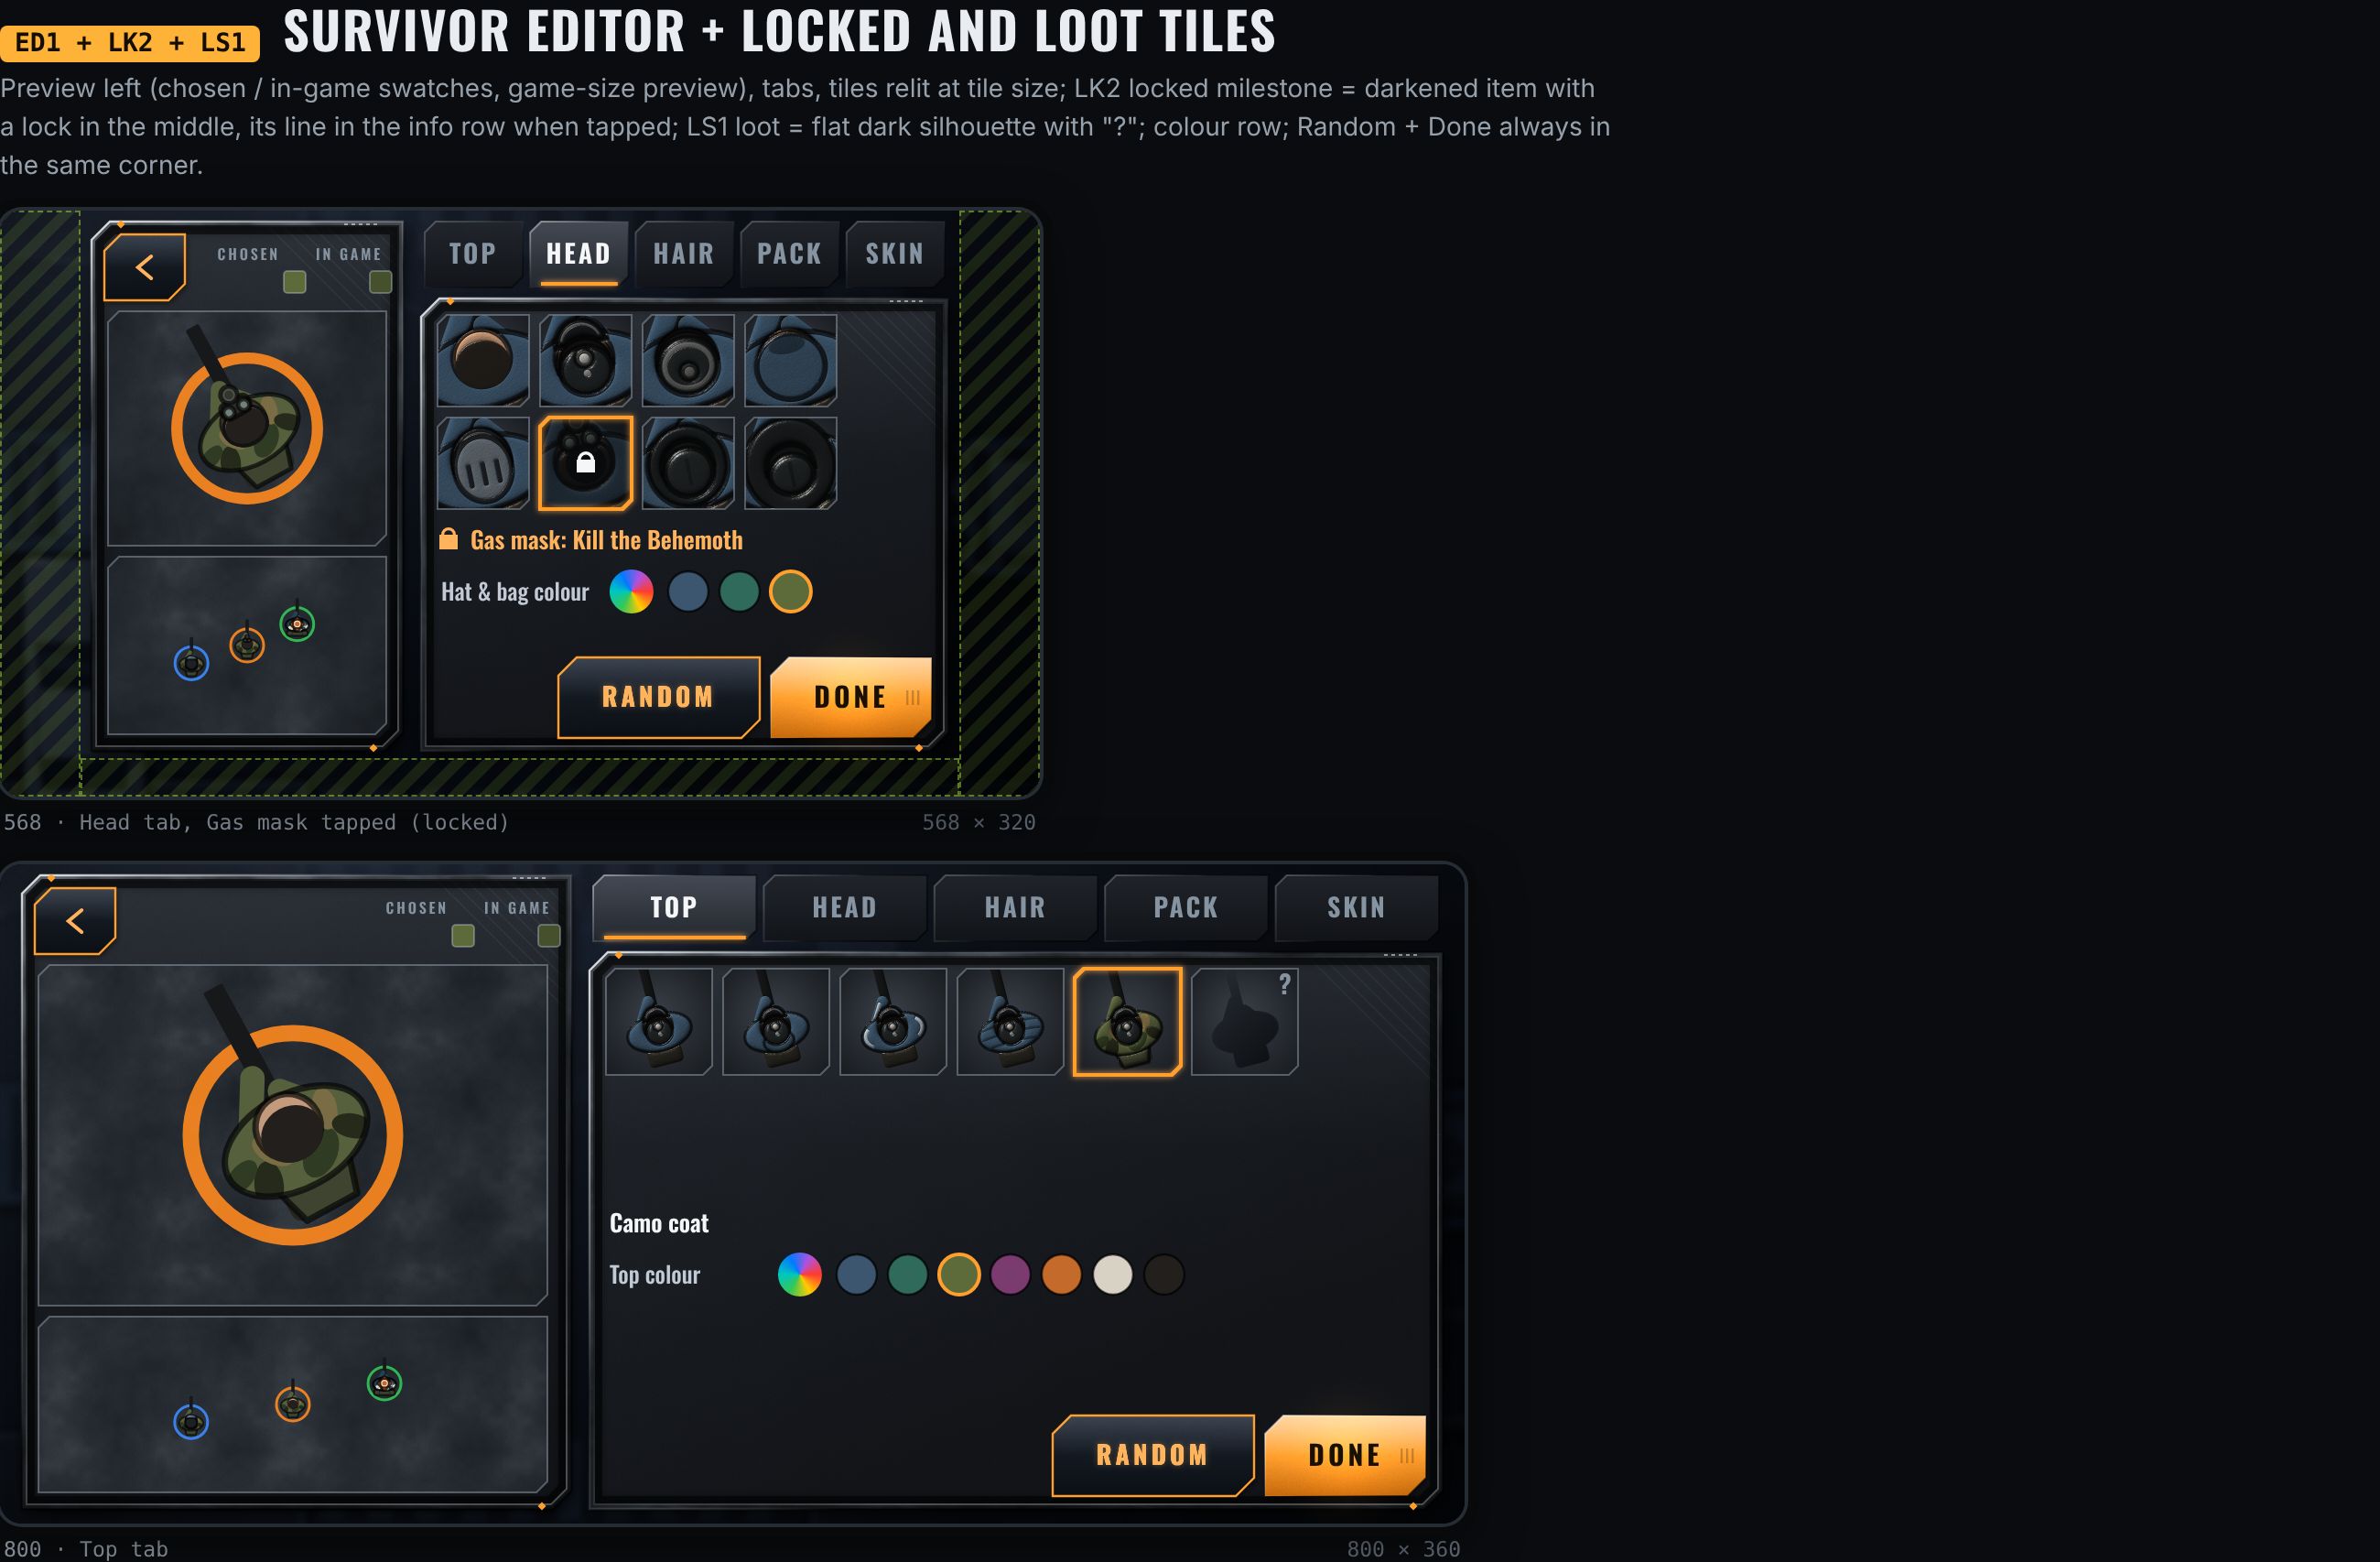 ED1 + LK2 + LS1 SURVIVOR EDITOR + LOCKED AND LOOT TILES
Preview left (chosen / in-game swatches, game-size preview), tabs, tiles relit at tile size; LK2 locked milestone = darkened item with
a lock in the middle, its line in the info row when tapped; LS1 loot = flat dark silhouette with "?"; colour row; Random + Done always in
the same corner.
CHOSEN IN GAME
TOP HEAD HAIR PACK SKIN
Gas mask: Kill the Behemoth
Hat & bag colour
RANDOM DONE
568 · Head tab, Gas mask tapped (locked) 568 × 320
CHOSEN IN GAME
TOP HEAD HAIR PACK SKIN
?
Camo coat
Top colour
RANDOM DONE
800 · Top tab 800 × 360